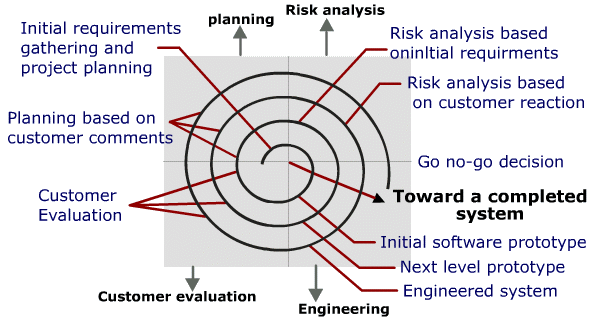 planning
Risk analysis
Initial requirements
gathering and
project planning
Risk analysis based
oninltial requirments
Risk analysis based
on customer reaction
Planning based on
customer comments
Go no-go decision
Customer
Evaluation
Toward a completed
system
Initial software prototype
Next level prototype
Engineered system
Customer evaluation
Engineering